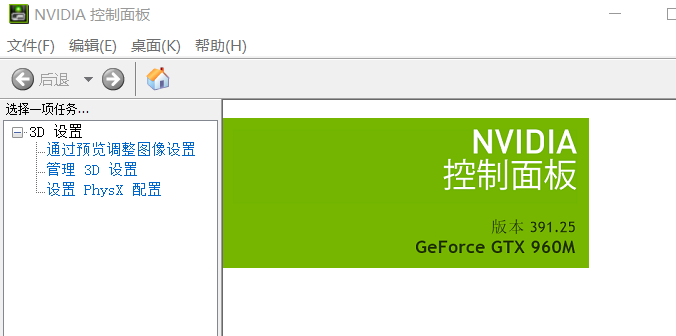 NVIDIA 控制面板
文件(F) 编辑(E) 桌面(K) 帮助(H)
后退
选择一项任务...
3D 设置
通过预览调整图像设置
管理 3D 设置
设置 PhysX 配置
NVIDIA
控制面板
版本 391.25
GeForce GTX 960M